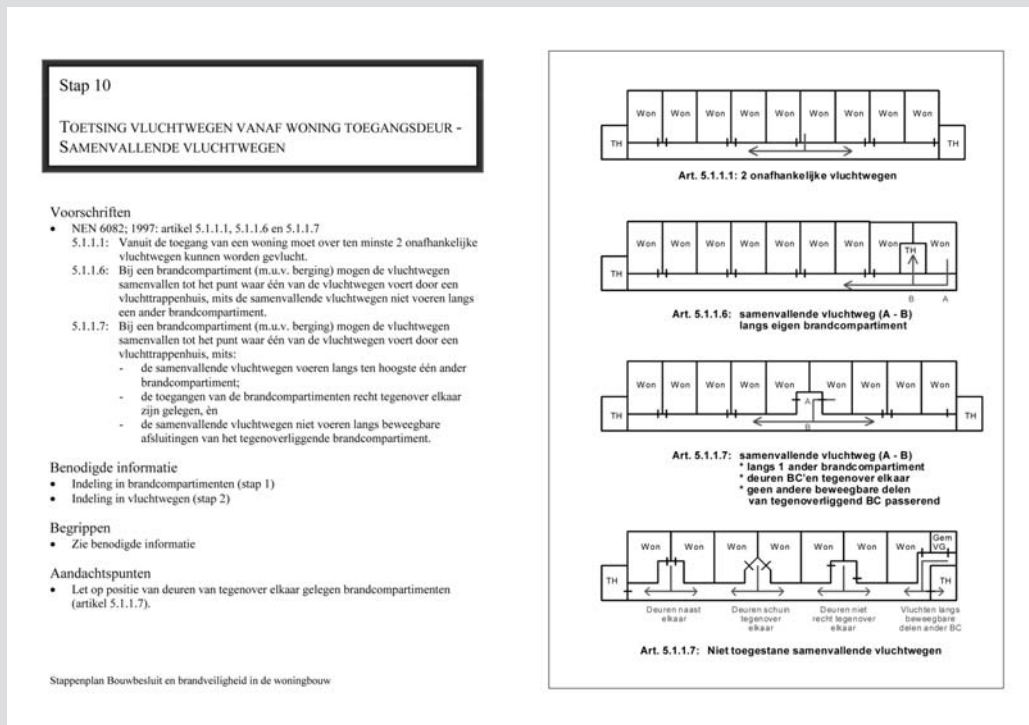 Stap 10
TOETSING VLUCHTWEGEN VANAF WONING TOEGANGSDEUR -
SAMENVALLENDE VLUCHTWEGEN
Voorschriften
• NEN 6082; 1997: artikel 5.1.1.1, 5.1.1.6 en 5.1.1.7
5.1.1.1: Vanuit de toegang van een woning moet over ten minste 2 onafhankelijke
vluchtwegen kunnen worden gevlucht.
5.1.1.6: Bij een brandcompartiment (m.u.v. berging) mogen de vluchtwegen
samenvallen tot het punt waar één van de vluchtwegen voert door een
vluchttrappenhuis, mits de samenvallende vluchtwegen niet voeren langs
een ander brandcompartiment.
5.1.1.7: Bij een brandcompartiment (m.u.v. berging) mogen de vluchtwegen
samenvallen tot het punt waar één van de vluchtwegen voert door een
vluchttrappenhuis, mits:
- de samenvallende vluchtwegen voeren langs ten hoogste één ander
brandcompartiment;
- de toegangen van de brandcompartimenten recht tegenover elkaar
zijn gelegen, èn
- de samenvallende vluchtwegen niet voeren langs beweegbare
afsluitingen van het tegenoverliggende brandcompartiment.
Benodigde informatie
• Indeling in brandcompartimenten (stap 1)
• Indeling in vluchtwegen (stap 2)
Begrippen
• Zie benodigde informatie
Aandachtspunten
• Let op positie van deuren van tegenover elkaar gelegen brandcompartimenten
(artikel 5.1.1.7).
Stappenplan Bouwbesluit en brandveiligheid in de woningbouw
Won Won Won Won Won Won Won Won Won
TH TH
Art. 5.1.1.1: 2 onafhankelijke vluchtwegen
Won Won Won Won Won Won Won Won Won
TH
TH
B A
Art. 5.1.1.6: samenvallende vluchtweg (A - B)
langs eigen brandcompartiment
Won Won Won Won Won Won Won Won Won
A
TH TH
B
Art. 5.1.1.7: samenvallende vluchtweg (A - B)
* langs 1 ander brandcompartiment
* deuren BC'en tegenover elkaar
* geen andere beweegbare delen
van tegenoverliggend BC passerend
Won Won Won Won Won Won Won Gem
VG
TH TH
Deuren naast
elkaar
Deuren schuin
tegenover
elkaar
Deuren niet
recht tegenover
elkaar
Vluchten langs
beweegbare
delen ander BC
Art. 5.1.1.7: Niet toegestane samenvallende vluchtwegen